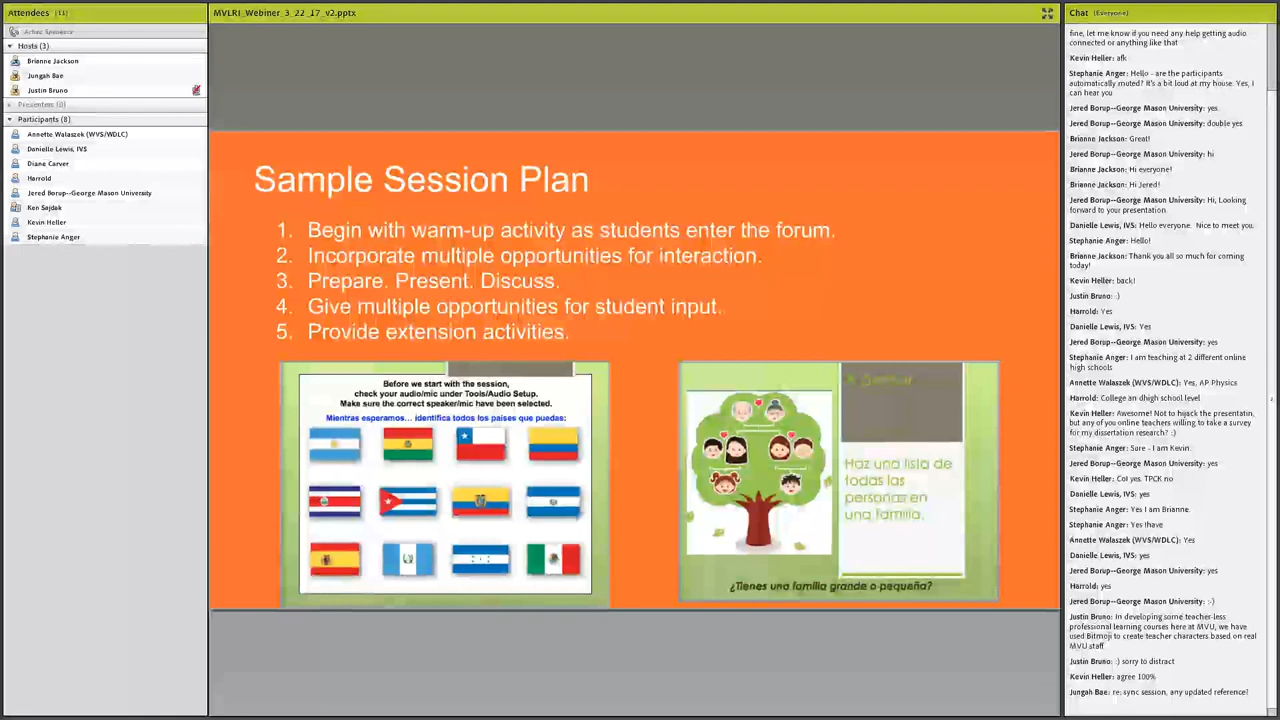 Attendees (11)
Active Speakers
Hosts (3)
Brianne Jackson
Jungah Bae
Justin Bruno
Presenters (0)
Participants (8)
Annette Walaszek (WVS/WDLC)
Danielle Lewis, IVS
Diane Carver
Harrold
Jered Borup--George Mason University
Ken Sajdak
Kevin Heller
Stephanie Anger
MVLRI_Webiner_3_22_17_v2.pptx
Sample Session Plan
1. Begin with warm-up activity as students enter the forum.
2. Incorporate multiple opportunities for interaction.
3. Prepare. Present. Discuss.
4. Give multiple opportunities for student input.
5. Provide extension activities.
Before we start with the session,
check your audio/mic under Tools/Audio Setup.
Make sure the correct speaker/mic have been selected.
Mientras esperamos... identifica todos los países que puedas:
Haz una lista de
todas las
personas en
una familia.
¿Tienes una familia grande o pequeña?
Chat (Everyone)
fine, let me know if you need any help getting audio
connected or anything like that
Kevin Heller: afk
Stephanie Anger: Hello - are the participants
automatically muted? It's a bit loud at my house. Yes, I
can hear you
Jered Borup--George Mason University: yes.
Jered Borup--George Mason University: double yes.
Brianne Jackson: Great!
Jered Borup--George Mason University: hi
Brianne Jackson: Hi everyone!
Brianne Jackson: Hi Jered!
Jered Borup--George Mason University: Hi, Looking
forward to your presentation.
Danielle Lewis, IVS: Hello everyone. Nice to meet you.
Stephanie Anger: Hello!
Brianne Jackson: Thank you all so much for coming
today!
Kevin Heller: back!
Justin Bruno: :)
Harrold: Yes
Danielle Lewis, IVS: Yes
Jered Borup--George Mason University: yes
Stephanie Anger: I am teaching at 2 different online
high schools
Annette Walaszek (WVS/WDLC): Yes, AP Physics
Harrold: College an dhigh school level
Kevin Heller: Awesome! Not to hijack the presentatin,
but any of you online teachers willing to take a survey
for my dissertation research? :)
Stephanie Anger: Sure - I am Kevin.
Jered Borup--George Mason University: yes
Kevin Heller: CoI yes. TPCK no
Danielle Lewis, IVS: yes
Stephanie Anger: Yes I am Brianne.
Stephanie Anger: Yes Ihave
Annette Walaszek (WVS/WDLC): Yes
Danielle Lewis, IVS: yes
Jered Borup--George Mason University: yes
Harrold: yes
Jered Borup--George Mason University: :-)
Justin Bruno: In developing some teacher-less
professional learning courses here at MVU, we have
used Bitmoji to create teacher characters based on real
MVU staff
Justin Bruno: :) sorry to distract
Kevin Heller: agree 100%
Jungah Bae: re: sync session, any updated reference?